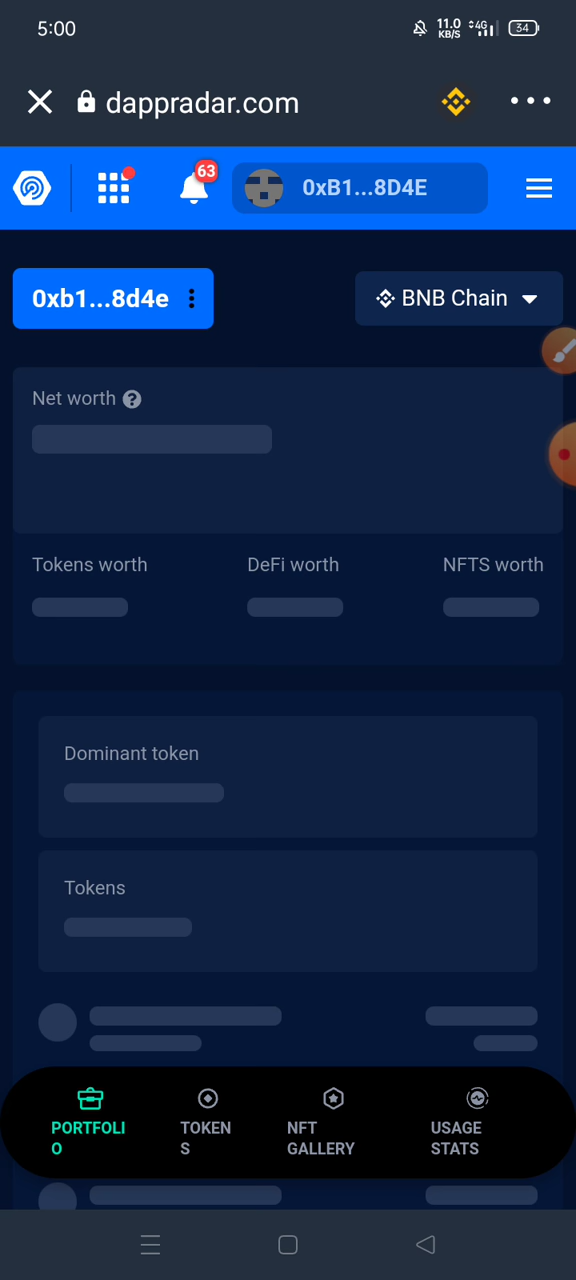 5:00
11.0
KB/S
4G
34
dappradar.com
63
0xB1...8D4E
0xb1...8d4e
BNB Chain
Net worth ?
Tokens worth
DeFi worth
NFTS worth
Dominant token
Tokens
PORTFOLI
O
TOKEN
S
NFT
GALLERY
USAGE
STATS